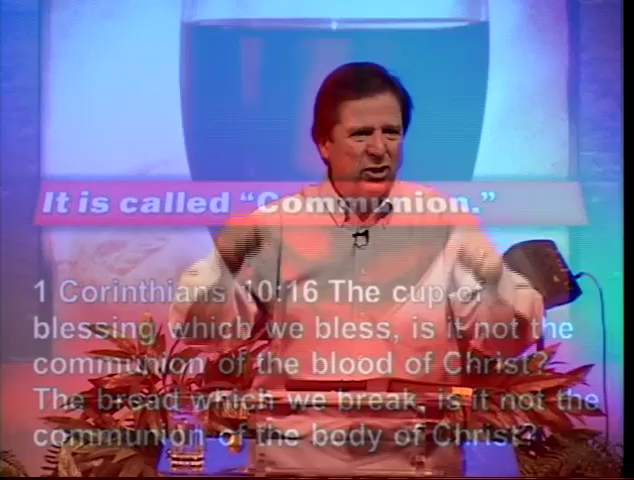 It is called “Communion.”
1 Corinthians 10:16 The cup of
blessing which we bless, is it not the
communion of the blood of Christ?
The bread which we break, is it not the
communion of the body of Christ?